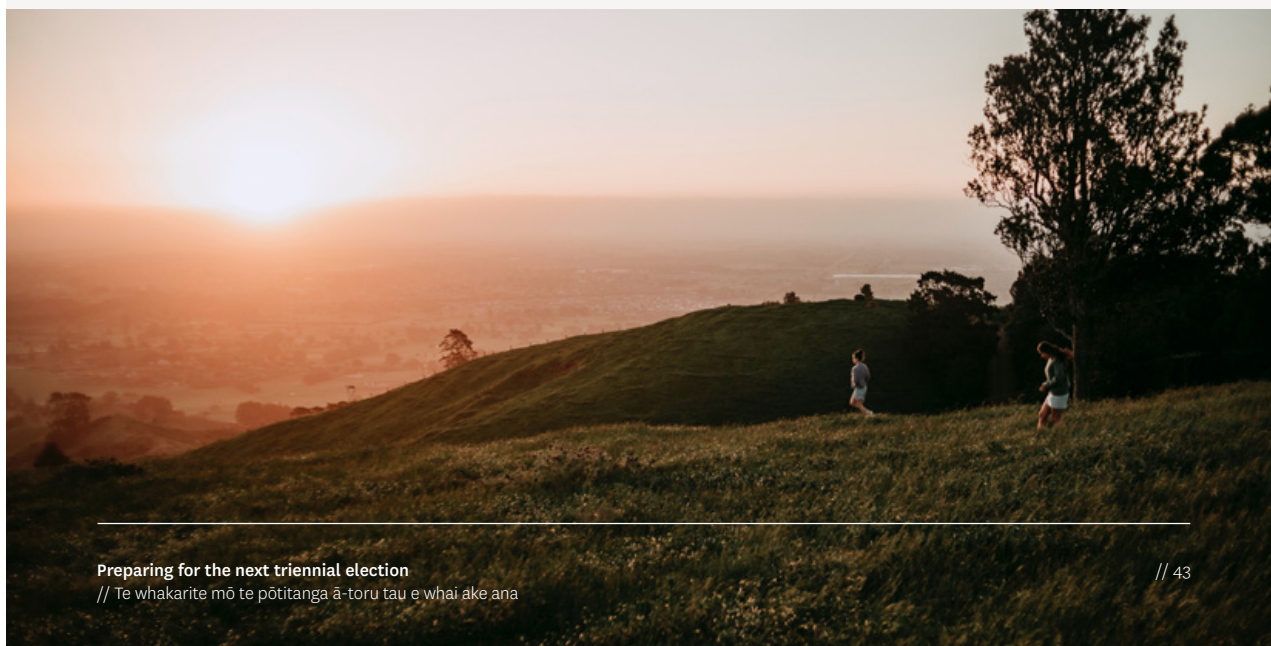 Preparing for the next triennial election
// Te whakarite mō te pōtitanga ā-toru tau e whai ake ana
// 43